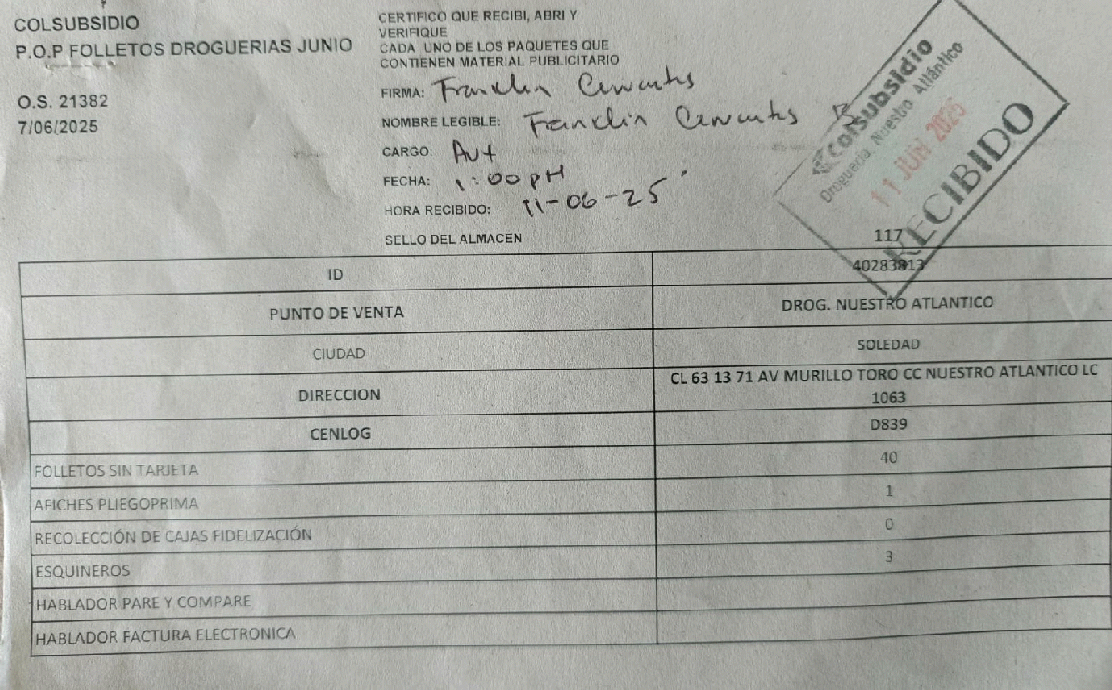 COLSUBSIDIO
P.O.P FOLLETOS DROGUERIAS JUNIO
O.S. 21382
7/06/2025
CERTIFICO QUE RECIBI, ABRI Y
VERIFIQUE
CADA UNO DE LOS PAQUETES QUE
CONTIENEN MATERIAL PUBLICITARIO
FIRMA: Franclin Cervantes
NOMBRE LEGIBLE: Franclin Cervantes B
CARGO Aux
FECHA: 1:00 PM
HORA RECIBIDO: 11-06-25
SELLO DEL ALMACEN
Colsubsidio
Droguería Nuestro Atlántico
11 JUN 2025
RECIBIDO
117
ID 40283813
PUNTO DE VENTA DROG. NUESTRO ATLANTICO
CIUDAD SOLEDAD
DIRECCION CL 63 13 71 AV MURILLO TORO CC NUESTRO ATLANTICO LC
1063
CENLOG D839
FOLLETOS SIN TARJETA 40
AFICHES PLIEGOPRIMA 1
RECOLECCIÓN DE CAJAS FIDELIZACIÓN 0
ESQUINEROS 3
HABLADOR PARE Y COMPARE
HABLADOR FACTURA ELECTRONICA